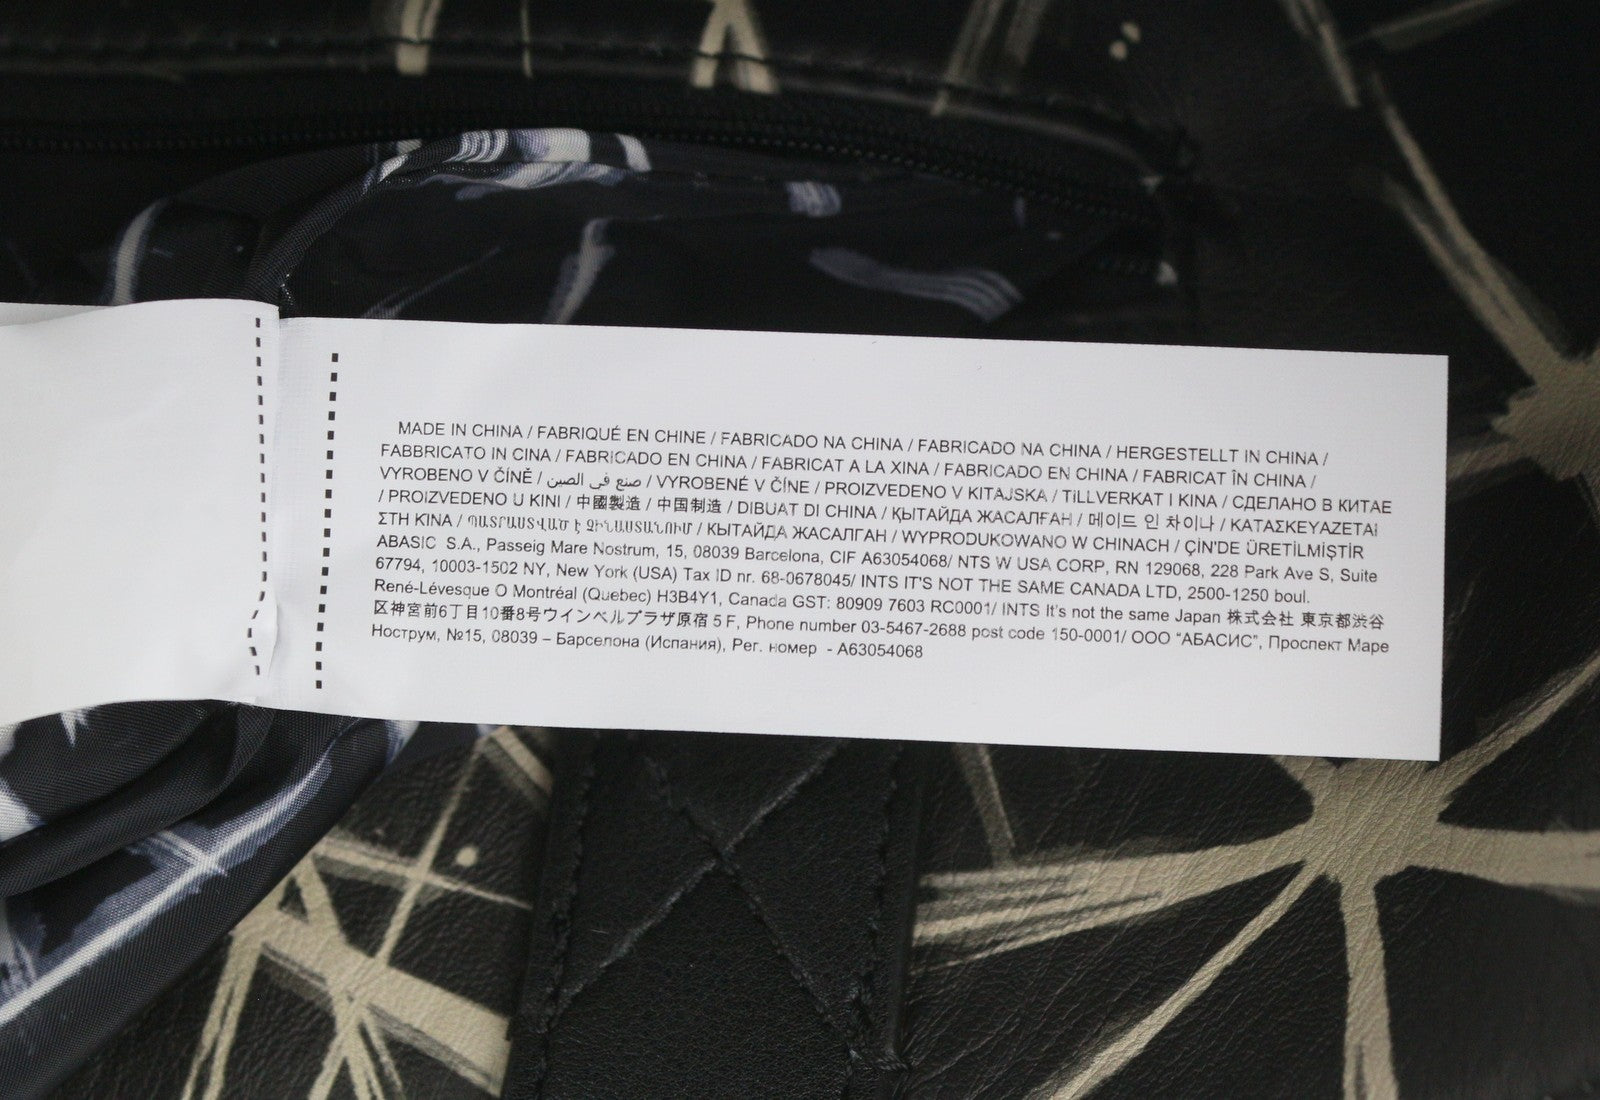 MADE IN CHINA / FABRIQUÉ EN CHINE / FABRICADO NA CHINA / FABRICADO NA CHINA / HERGESTELLT IN CHINA /
FABBRICATO IN CINA / FABRICADO EN CHINA / FABRICAT A LA XINA / FABRICADO EN CHINA / FABRICAT ÎN CHINA /
VYROBENO V ČÍNĚ / صنع في الصين / VYROBENÉ V ČÍNE / PROIZVEDENO V KITAJSKA / TILLVERKAT I KINA / СДЕЛАНО В КИТАЕ
/ PROIZVEDENO U KINI / 中國製造 / 中国制造 / DIBUAT DI CHINA / ҚЫТАЙДА ЖАСАЛҒАН / 메이드 인 차이나 / ΚΑΤΑΣΚΕΥΑΖΕΤΑΙ
ΣΤΗ ΚΙΝΑ / ՊԱՏՐԱՍՏՎԱԾ Է ՉԻՆԱՍՏԱՆՈՒՄ / КЫТАЙДА ЖАСАЛГАН / WYPRODUKOWANO W CHINACH / ÇİN'DE ÜRETİLMİŞTİR
ABASIC S.A., Passeig Mare Nostrum, 15, 08039 Barcelona, CIF A63054068/ NTS W USA CORP, RN 129068, 228 Park Ave S, Suite
67794, 10003-1502 NY, New York (USA) Tax ID nr. 68-0678045/ INTS IT'S NOT THE SAME CANADA LTD, 2500-1250 boul.
René-Lévesque O Montréal (Quebec) H3B4Y1, Canada GST: 80909 7603 RC0001/ INTS It's not the same Japan 株式会社 東京都渋谷
区神宮前6丁目10番8号ウインベルプラザ原宿 5 F, Phone number 03-5467-2688 post code 150-0001/ ООО "АБАСИС", Проспект Маре
Нострум, №15, 08039 – Барселона (Испания), Рег. номер - A63054068